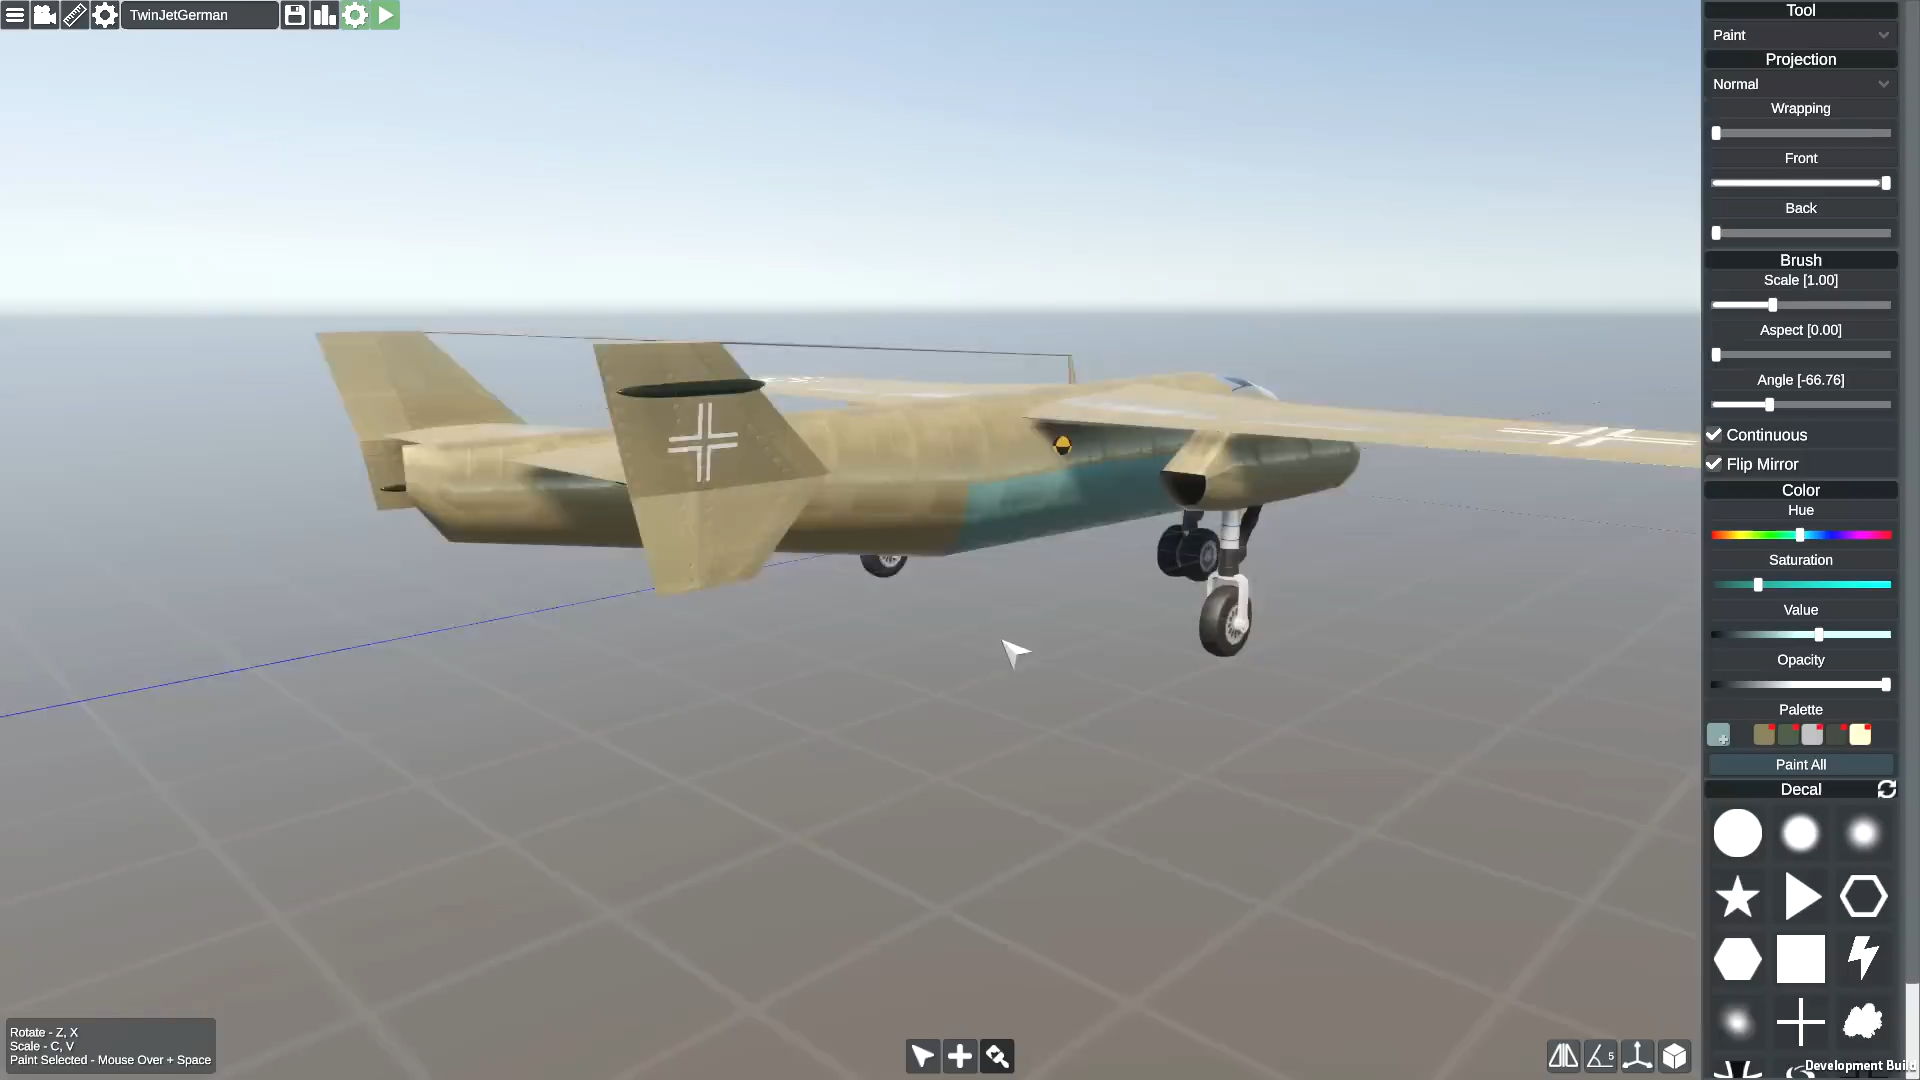 TwinJetGerman
Tool
Paint
Projection
Normal
Wrapping
Front
Back
Brush
Scale [1.00]
Aspect [0.00]
Angle [-66.76]
Continuous
Flip Mirror
Color
Hue
Saturation
Value
Opacity
Palette
Paint All
Decal
Rotate - Z, X
Scale - C, V
Paint Selected - Mouse Over + Space
5
Development Build